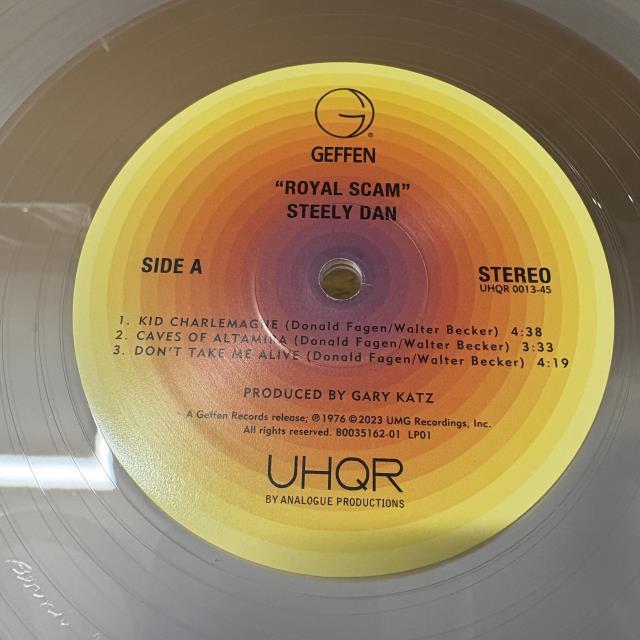 G
GEFFEN
"ROYAL SCAM"
STEELY DAN
SIDE A
STEREO
UHQR 0013-45
1. KID CHARLEMAGNE (Donald Fagen/Walter Becker) 4:38
2. CAVES OF ALTAMIRA (Donald Fagen/Walter Becker) 3:33
3. DON'T TAKE ME ALIVE (Donald Fagen/Walter Becker) 4:19
PRODUCED BY GARY KATZ
A Geffen Records release; ℗1976 ©2023 UMG Recordings, Inc.
All rights reserved. B0035162-01 LP01
UHQR
BY ANALOGUE PRODUCTIONS